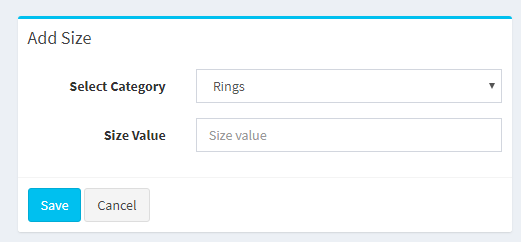 Add Size
Select Category Rings
Size Value Size value
Save Cancel